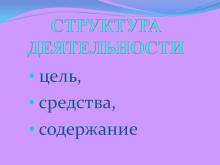 СТРУКТУРА
ДЕЯТЕЛЬНОСТИ
• цель,
• средства,
• содержание